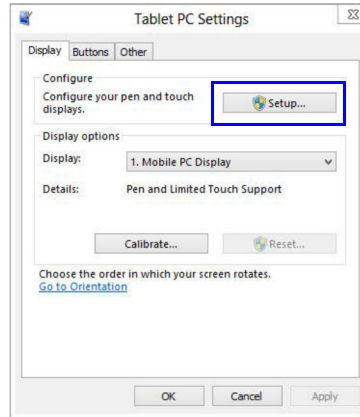 Tablet PC Settings
Display Buttons Other
Configure
Configure your pen and touch
displays.
Setup...
Display options
Display: 1. Mobile PC Display
Details: Pen and Limited Touch Support
Calibrate... Reset...
Choose the order in which your screen rotates.
Go to Orientation
OK Cancel Apply